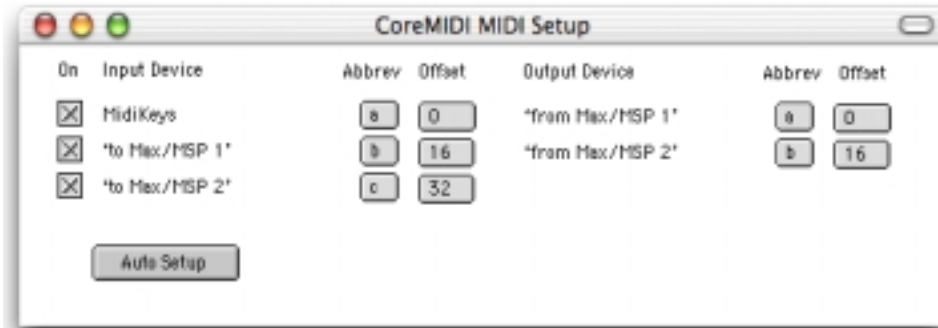 CoreMIDI MIDI Setup
On Input Device Abbrev Offset Output Device Abbrev Offset
MidiKeys a 0 "from Max/MSP 1" a 0
"to Max/MSP 1" b 16 "from Max/MSP 2" b 16
"to Max/MSP 2" c 32
Auto Setup